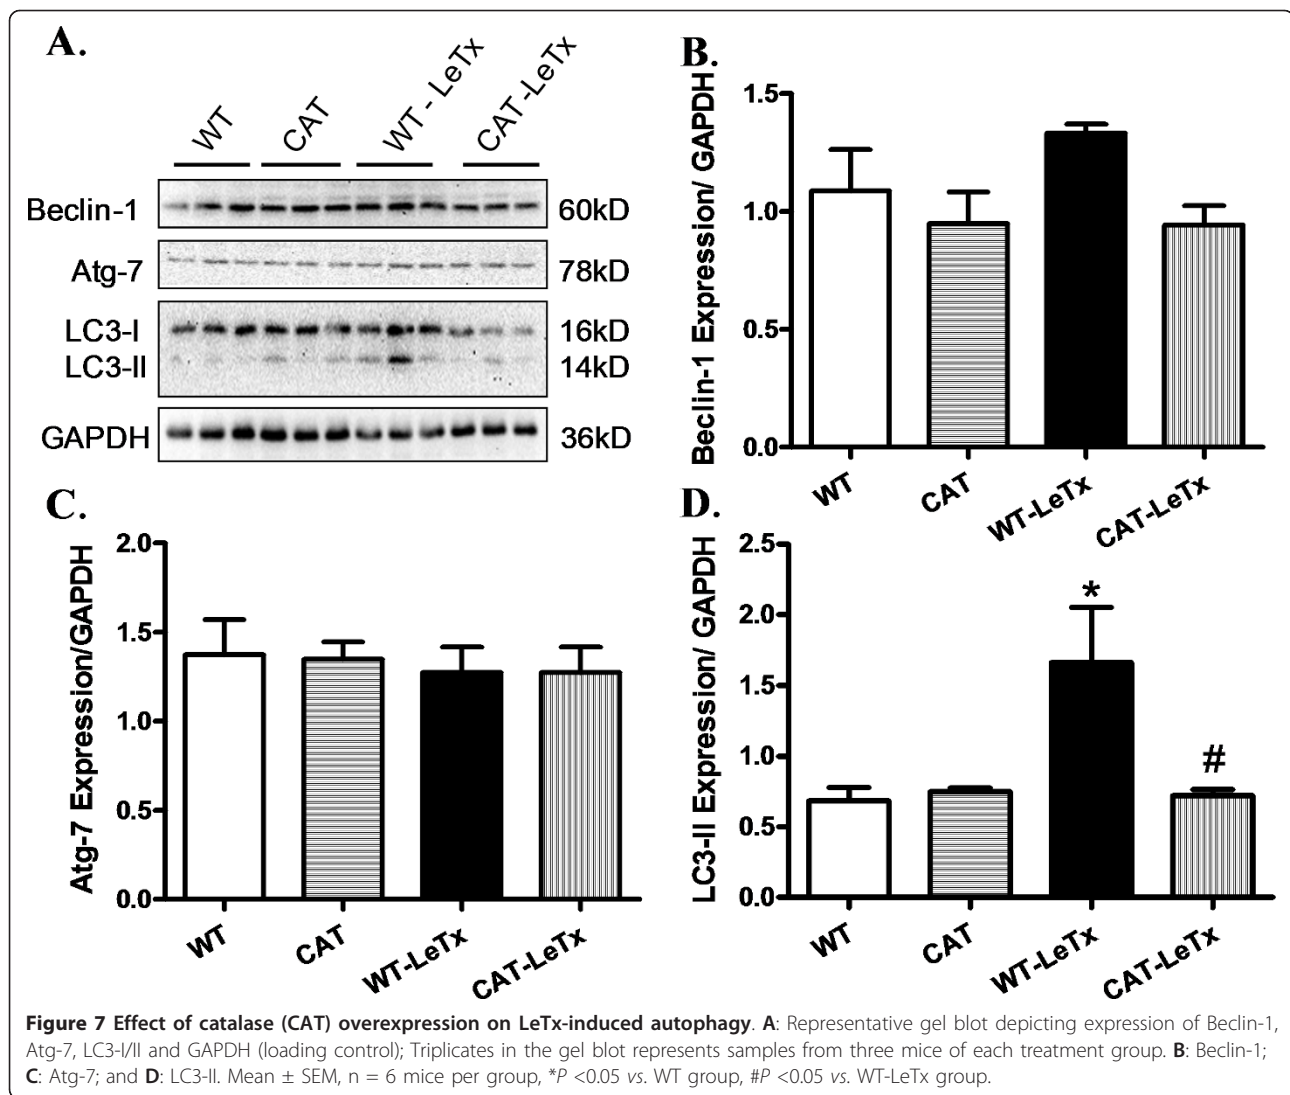 A.
WT
CAT
WT - LeTx
CAT -LeTx
Beclin-1
60kD
Atg-7
78kD
LC3-I
16kD
LC3-II
14kD
GAPDH
36kD
B.
Beclin-1 Expression/ GAPDH
1.5
1.0
0.5
0.0
WT
CAT
WT-LeTx
CAT-LeTx
C.
Atg-7 Expression/GAPDH
2.0
1.5
1.0
0.5
0.0
WT
CAT
WT-LeTx
CAT-LeTx
D.
LC3-II Expression/ GAPDH
2.5
2.0
1.5
1.0
0.5
0.0
*
#
WT
CAT
WT-LeTx
CAT-LeTx
Figure 7 Effect of catalase (CAT) overexpression on LeTx-induced autophagy. A: Representative gel blot depicting expression of Beclin-1,
Atg-7, LC3-I/II and GAPDH (loading control); Triplicates in the gel blot represents samples from three mice of each treatment group. B: Beclin-1;
C: Atg-7; and D: LC3-II. Mean ± SEM, n = 6 mice per group, *P <0.05 vs. WT group, #P <0.05 vs. WT-LeTx group.